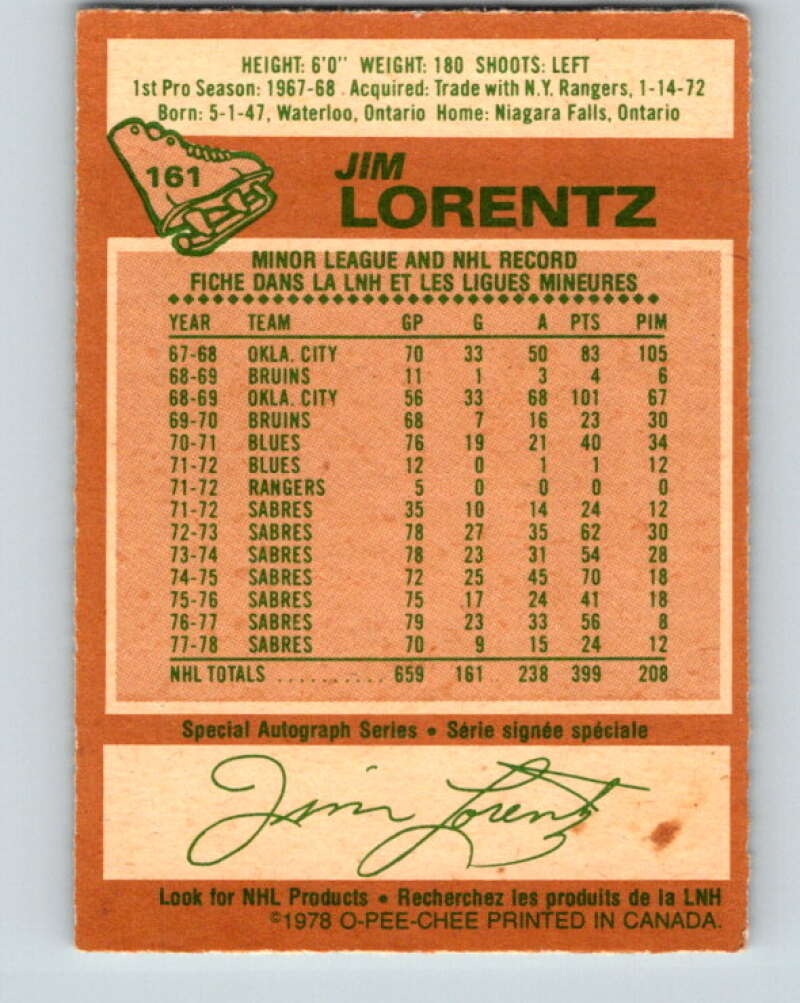 HEIGHT: 6'0" WEIGHT: 180 SHOOTS: LEFT
1st Pro Season: 1967-68 Acquired: Trade with N.Y. Rangers, 1-14-72
Born: 5-1-47, Waterloo, Ontario Home: Niagara Falls, Ontario
161
JIM
LORENTZ
MINOR LEAGUE AND NHL RECORD
FICHE DANS LA LNH ET LES LIGUES MINEURES
YEAR TEAM GP G A PTS PIM
67-68 OKLA. CITY 70 33 50 83 105
68-69 BRUINS 11 1 3 4 6
68-69 OKLA. CITY 56 33 68 101 67
69-70 BRUINS 68 7 16 23 30
70-71 BLUES 76 19 21 40 34
71-72 BLUES 12 0 1 1 12
71-72 RANGERS 5 0 0 0 0
71-72 SABRES 35 10 14 24 12
72-73 SABRES 78 27 35 62 30
73-74 SABRES 78 23 31 54 28
74-75 SABRES 72 25 45 70 18
75-76 SABRES 75 17 24 41 18
76-77 SABRES 79 23 33 56 8
77-78 SABRES 70 9 15 24 12
NHL TOTALS .......... 659 161 238 399 208
Special Autograph Series • Série signée spéciale
Jim Lorentz
Look for NHL Products • Recherchez les produits de la LNH
©1978 O-PEE-CHEE PRINTED IN CANADA.